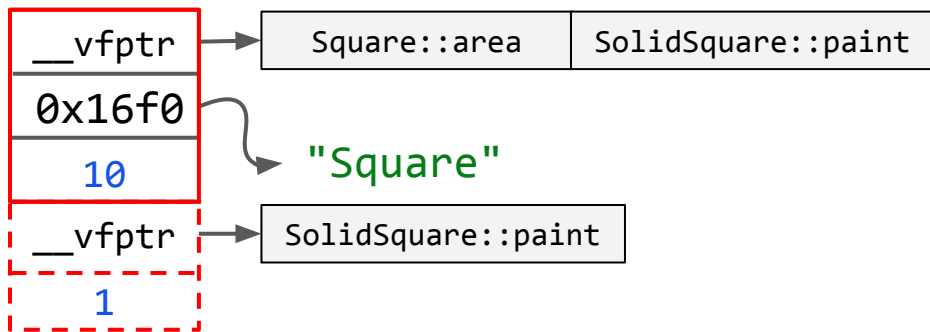 __vfptr Square::area SolidSquare::paint
0x16f0
"Square"
10
__vfptr SolidSquare::paint
1